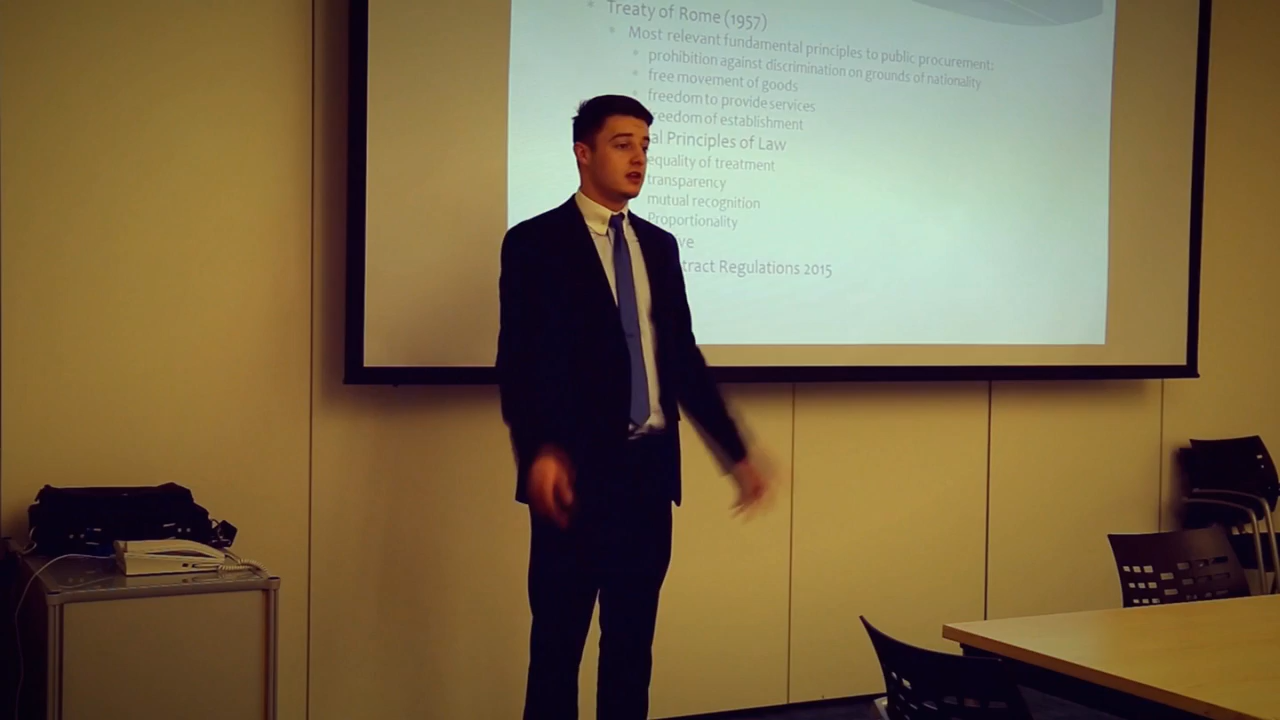 Treaty of Rome (1957)
Most relevant fundamental principles to public procurement:
prohibition against discrimination on grounds of nationality
free movement of goods
freedom to provide services
reedom of establishment
al Principles of Law
equality of treatment
transparency
mutual recognition
Proportionality
ve
tract Regulations 2015